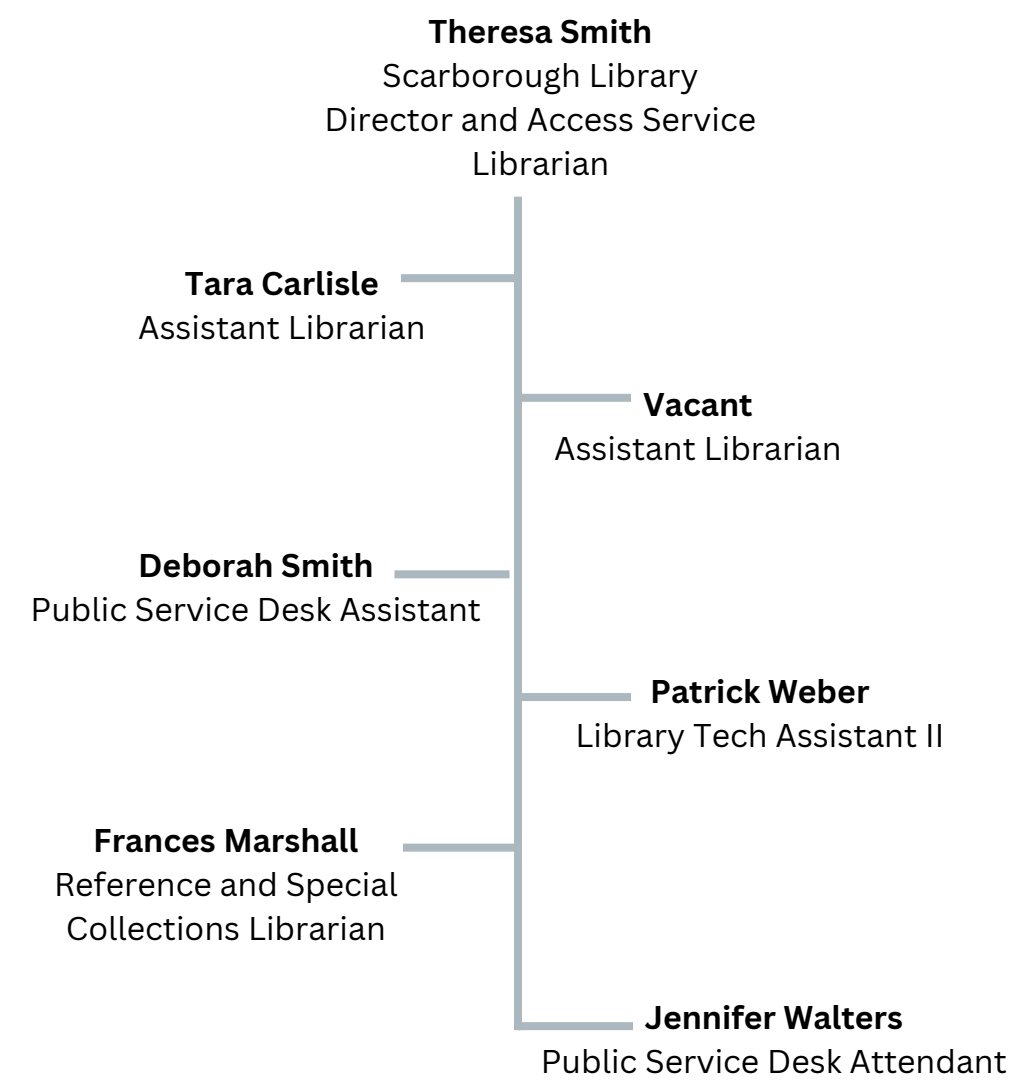 Theresa Smith
Scarborough Library
Director and Access Service
Librarian
Tara Carlisle
Assistant Librarian
Vacant
Assistant Librarian
Deborah Smith
Public Service Desk Assistant
Patrick Weber
Library Tech Assistant II
Frances Marshall
Reference and Special
Collections Librarian
Jennifer Walters
Public Service Desk Attendant